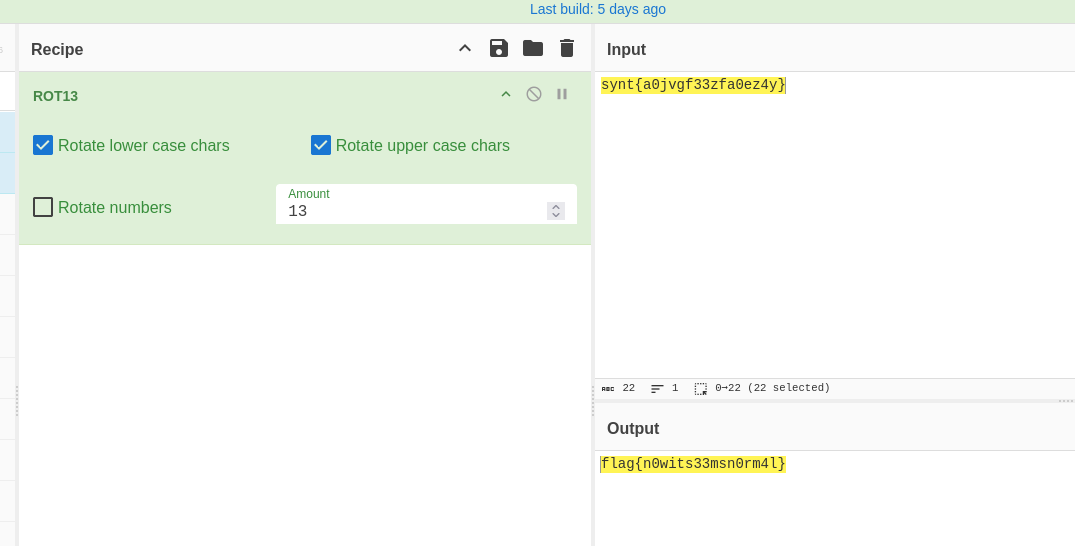 Last build: 5 days ago
Recipe
ROT13
Rotate lower case chars
Rotate upper case chars
Rotate numbers
Amount
13
Input
synt{a0jvgf33zfa0ez4y}
ABC 22 1 0→22 (22 selected)
Output
flag{n0wits33msn0rm4l}